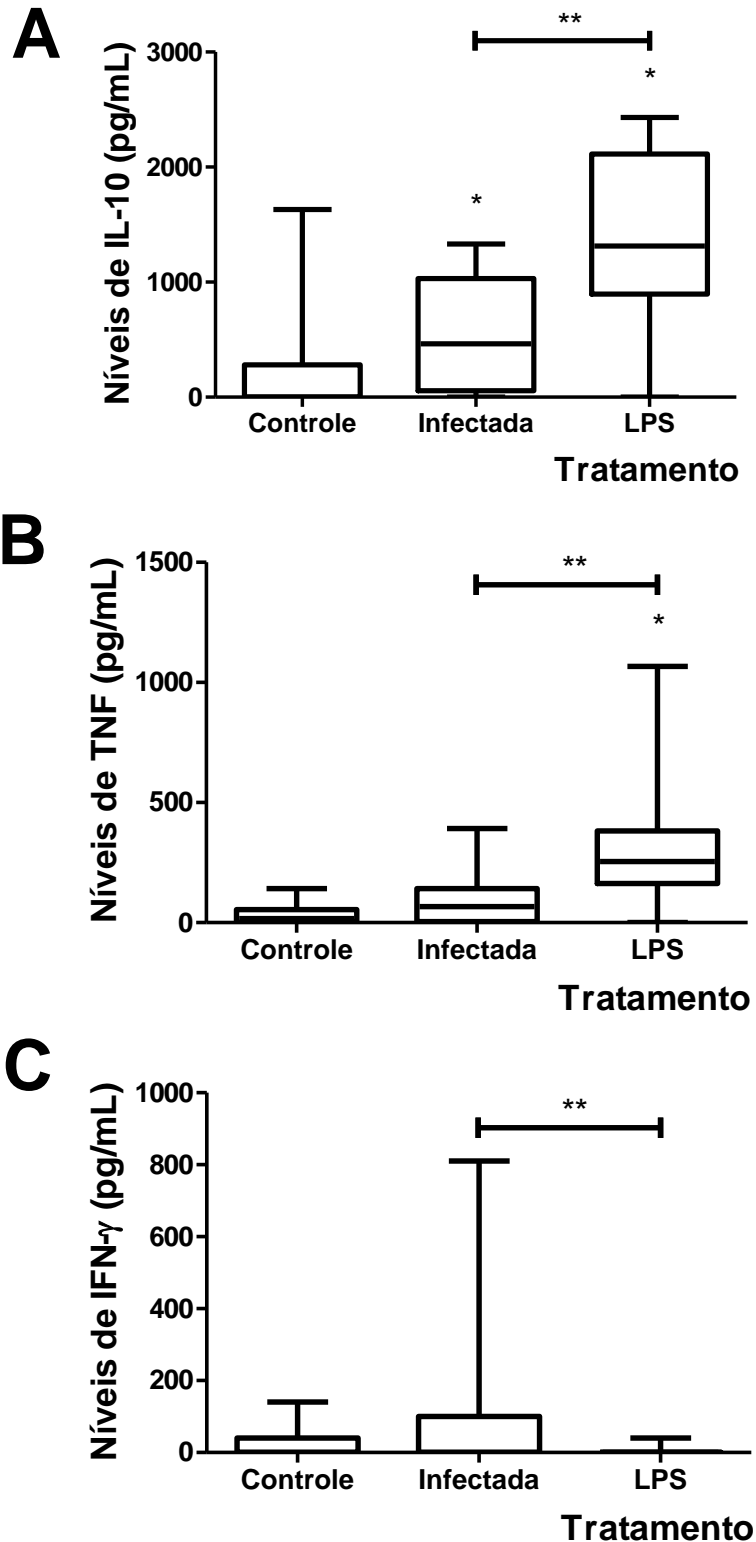 A
Níveis de IL-10 (pg/mL)
3000
2000
1000
0
**
*
*
Controle Infectada LPS
Tratamento
B
Níveis de TNF (pg/mL)
1500
1000
500
0
**
*
Controle Infectada LPS
Tratamento
C
Níveis de IFN-γ (pg/mL)
1000
800
600
400
200
0
**
Controle Infectada LPS
Tratamento